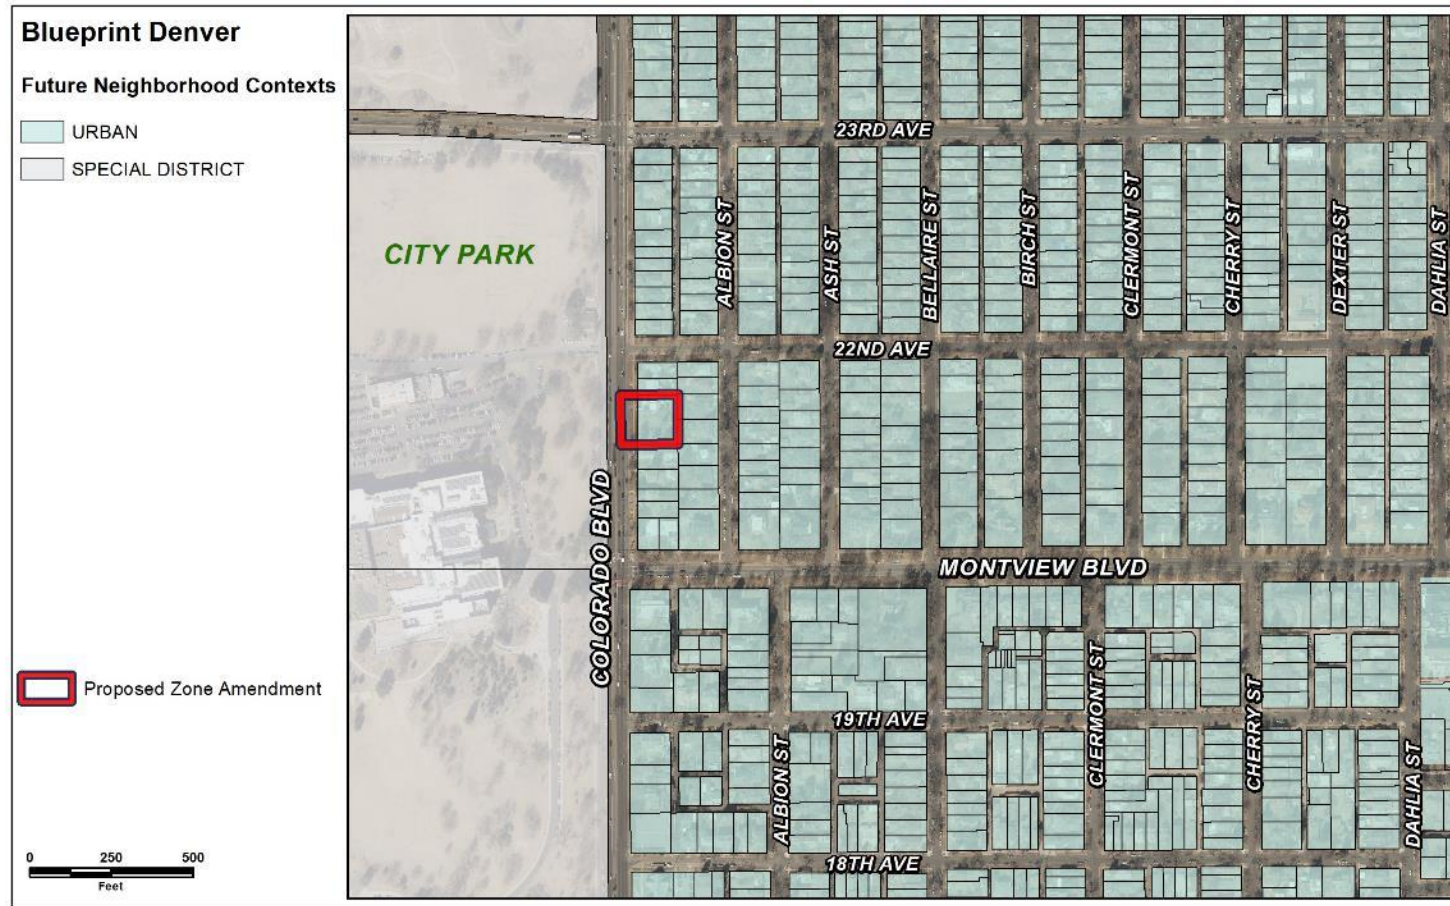 Blueprint Denver
Future Neighborhood Contexts
URBAN
SPECIAL DISTRICT
Proposed Zone Amendment
0 250 500
Feet
23RD AVE
CITY PARK
ALBION ST
ASH ST
BELLAIRE ST
BIRCH ST
CLERMONT ST
CHERRY ST
DEXTER ST
DAHLIA ST
22ND AVE
COLORADO BLVD
MONTVIEW BLVD
CLERMONT ST
CHERRY ST
19TH AVE
ALBION ST
DAHLIA ST
18TH AVE